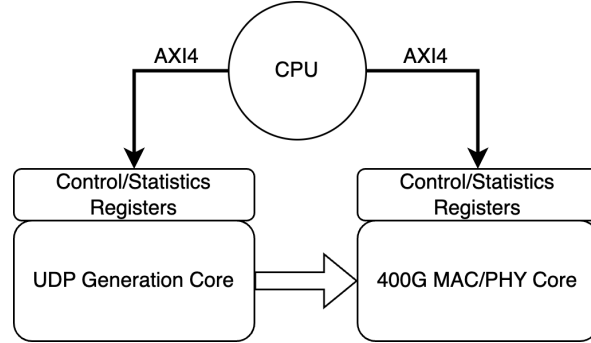 CPU
AXI4
AXI4
Control/Statistics
Registers
Control/Statistics
Registers
UDP Generation Core
400G MAC/PHY Core